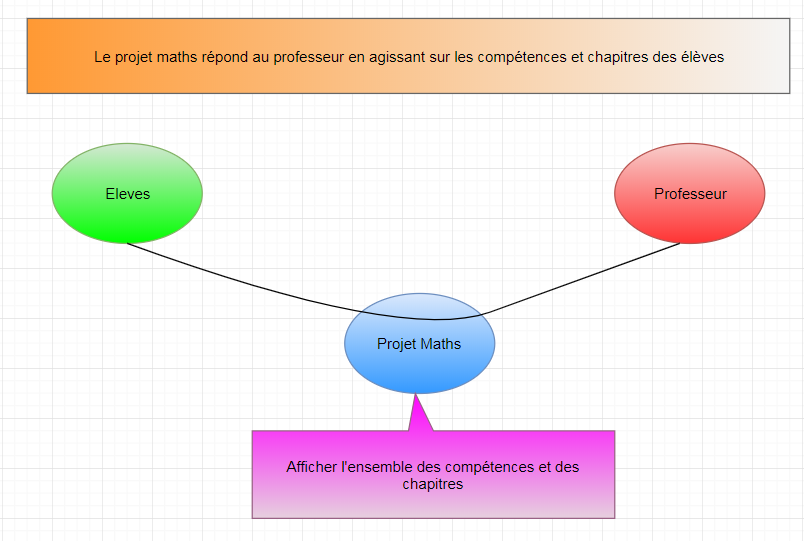 Le projet maths répond au professeur en agissant sur les compétences et chapitres des élèves
Eleves
Professeur
Projet Maths
Afficher l'ensemble des compétences et des
chapitres